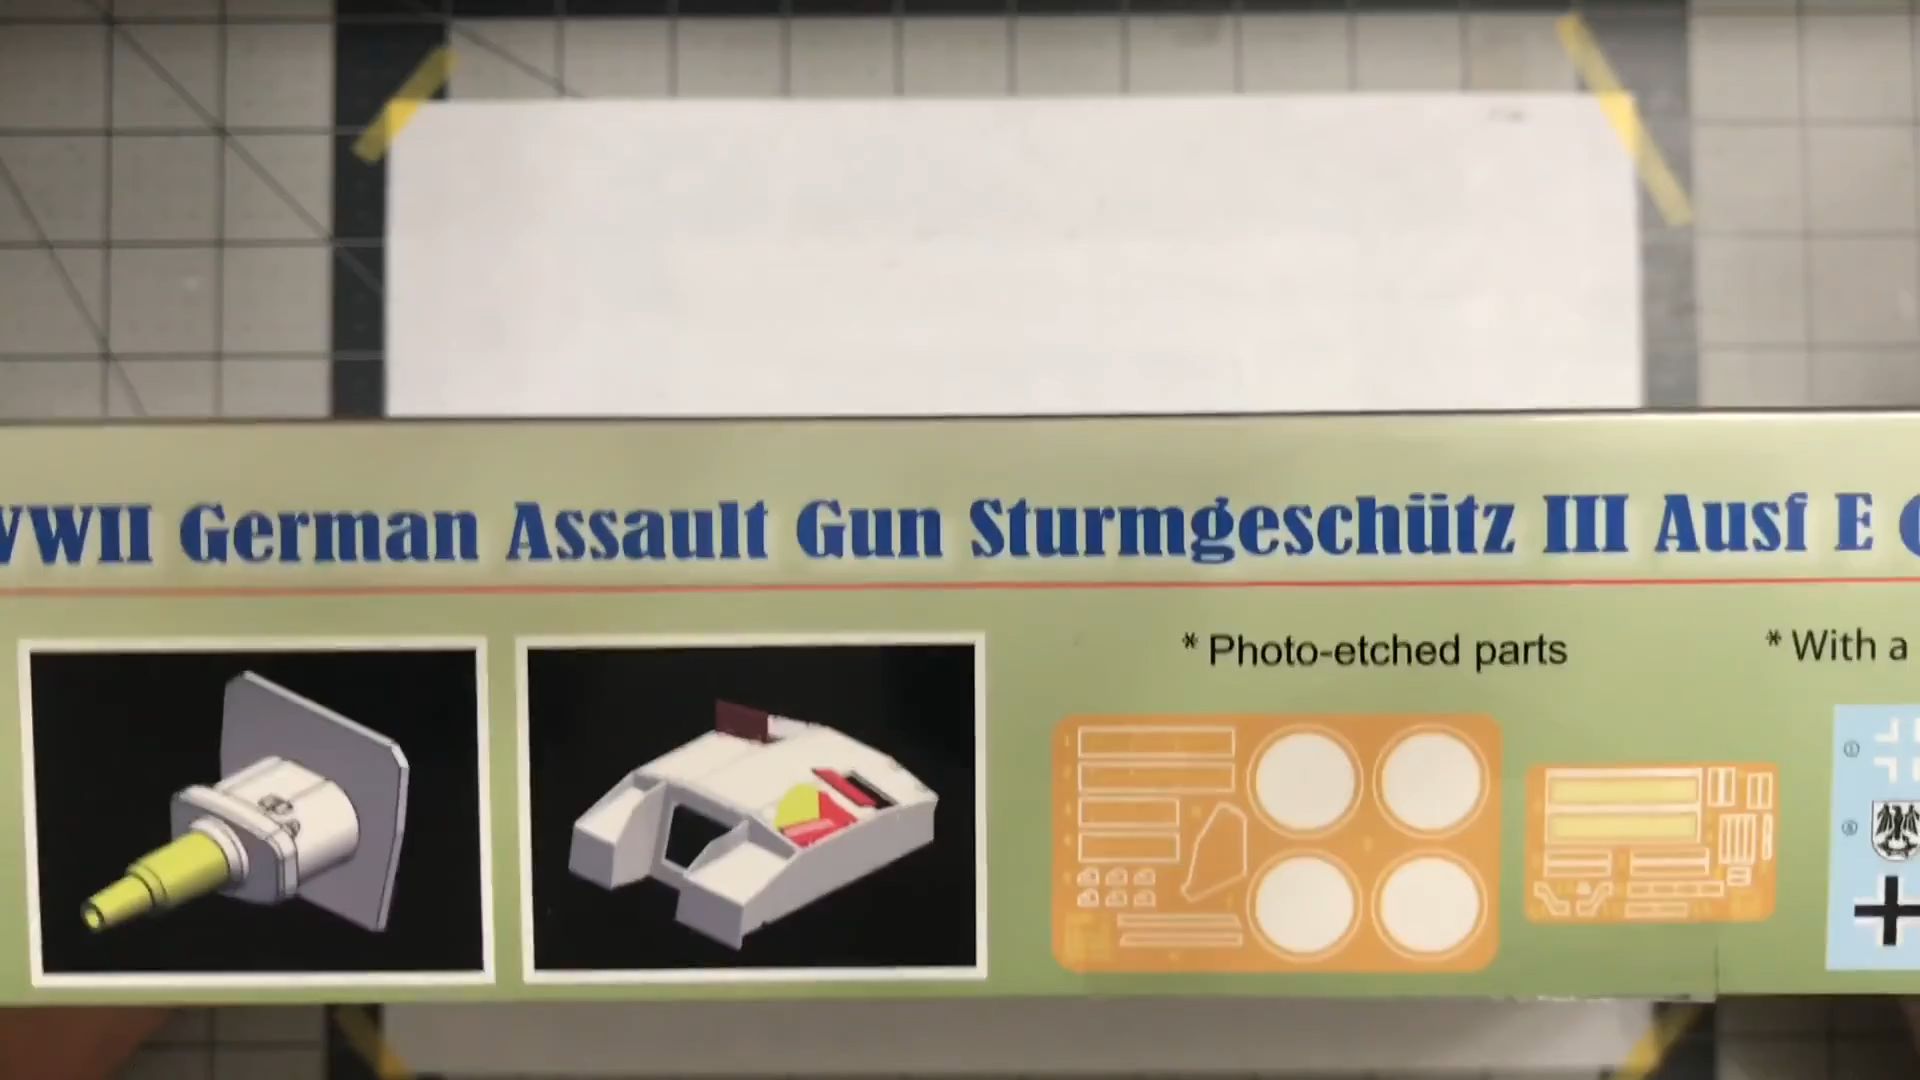 WWII German Assault Gun Sturmgeschütz III Ausf E
* Photo-etched parts
* With a